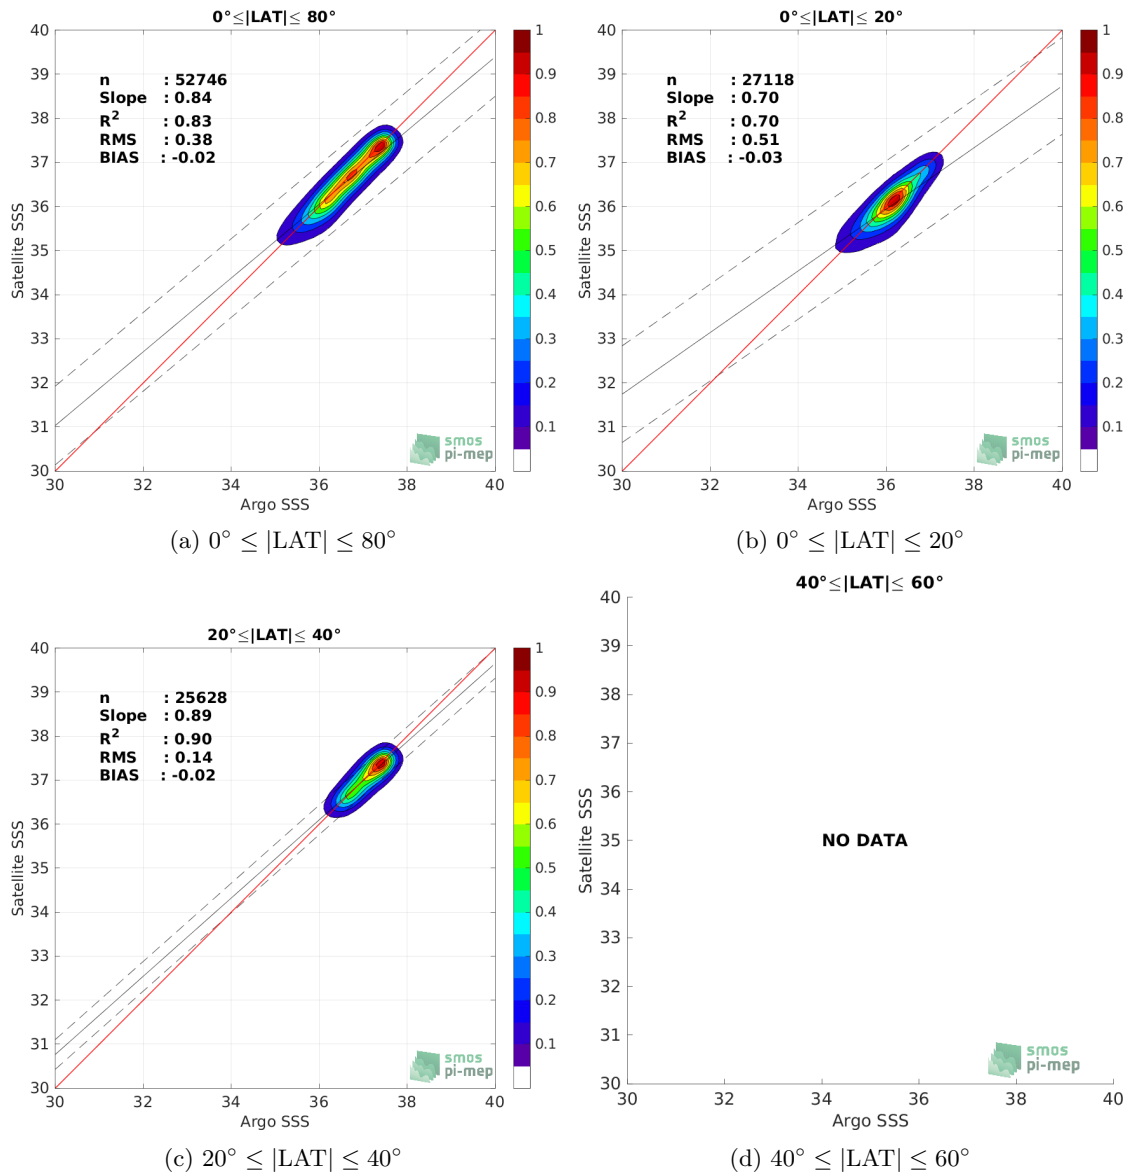 0°≤|LAT|≤ 80°
40
39
38
37
36
35
34
33
32
31
30
Satellite SSS
n : 52746
Slope : 0.84
R2 : 0.83
RMS : 0.38
BIAS : -0.02
smos
pi-mep
30 32 34 36 38 40
Argo SSS
1
0.9
0.8
0.7
0.6
0.5
0.4
0.3
0.2
0.1
(a) 0° ≤ |LAT| ≤ 80°
0°≤|LAT|≤ 20°
40
39
38
37
36
35
34
33
32
31
30
Satellite SSS
n : 27118
Slope : 0.70
R2 : 0.70
RMS : 0.51
BIAS : -0.03
smos
pi-mep
30 32 34 36 38 40
Argo SSS
1
0.9
0.8
0.7
0.6
0.5
0.4
0.3
0.2
0.1
(b) 0° ≤ |LAT| ≤ 20°
20°≤|LAT|≤ 40°
40
39
38
37
36
35
34
33
32
31
30
Satellite SSS
n : 25628
Slope : 0.89
R2 : 0.90
RMS : 0.14
BIAS : -0.02
smos
pi-mep
30 32 34 36 38 40
Argo SSS
1
0.9
0.8
0.7
0.6
0.5
0.4
0.3
0.2
0.1
(c) 20° ≤ |LAT| ≤ 40°
40°≤|LAT|≤ 60°
40
39
38
37
36
35
34
33
32
31
30
Satellite SSS
NO DATA
smos
pi-mep
30 32 34 36 38 40
Argo SSS
(d) 40° ≤ |LAT| ≤ 60°